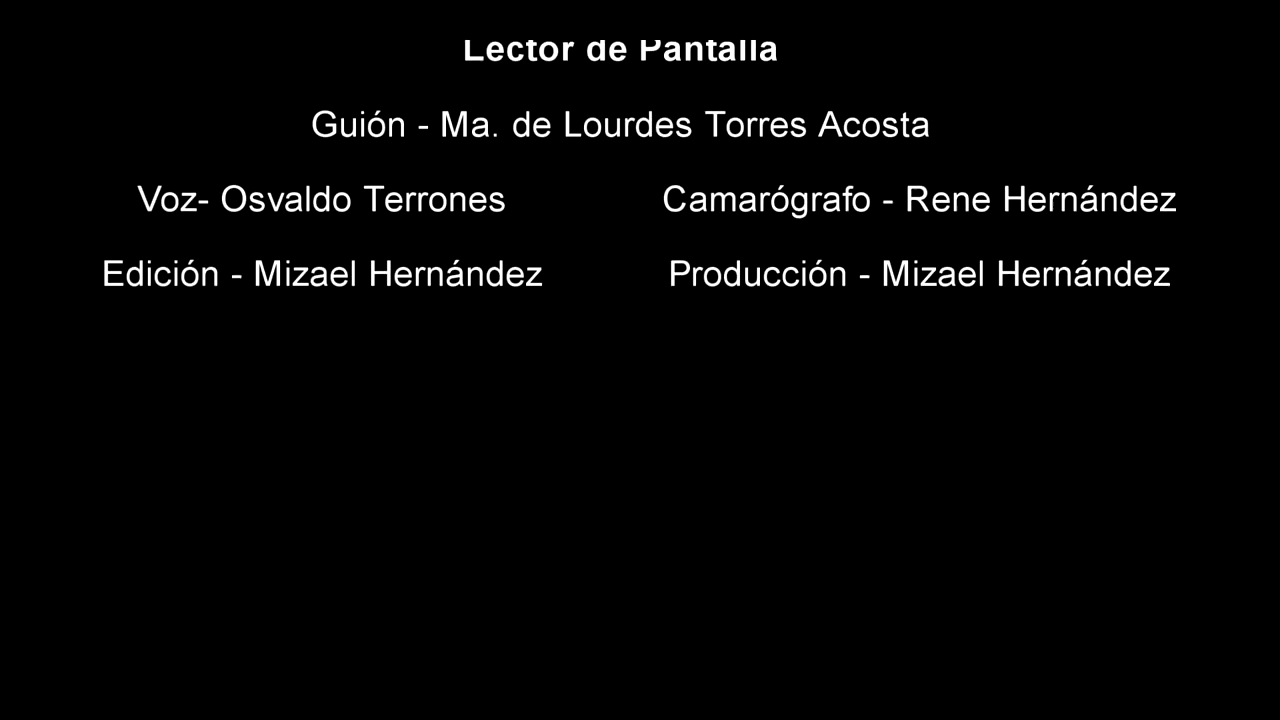 Lector de Pantalla
Guión - Ma. de Lourdes Torres Acosta
Voz- Osvaldo Terrones
Camarógrafo - Rene Hernández
Edición - Mizael Hernández
Producción - Mizael Hernández